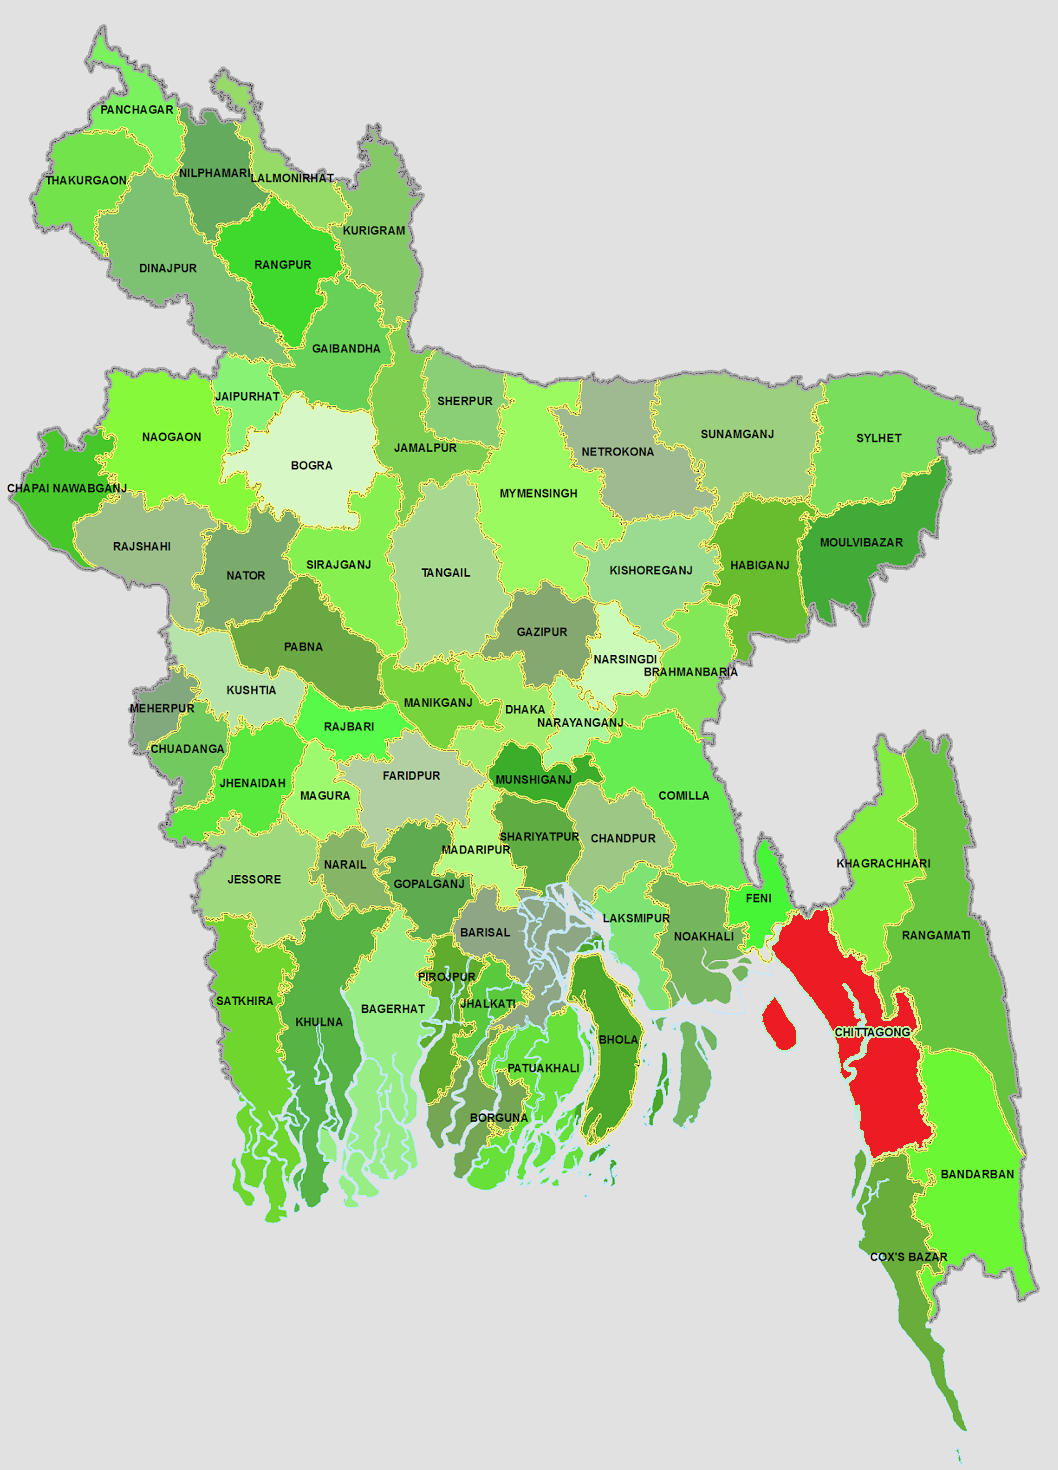 PANCHAGAR
THAKURGAON
NILPHAMARI
LALMONIRHAT
KURIGRAM
DINAJPUR
RANGPUR
GAIBANDHA
JAIPURHAT
SHERPUR
NAOGAON
BOGRA
JAMALPUR
NETROKONA
SUNAMGANJ
SYLHET
CHAPAI NAWABGANJ
MYMENSINGH
RAJSHAHI
NATOR
SIRAJGANJ
TANGAIL
KISHOREGANJ
HABIGANJ
MOULVIBAZAR
PABNA
GAZIPUR
NARSINGDI
BRAHMANBARIA
KUSHTIA
MEHERPUR
MANIKGANJ
DHAKA
NARAYANGANJ
RAJBARI
CHUADANGA
JHENAIDAH
MAGURA
FARIDPUR
MUNSHIGANJ
COMILLA
SHARIYATPUR
CHANDPUR
MADARIPUR
NARAIL
JESSORE
GOPALGANJ
KHAGRACHHARI
FENI
LAKSMIPUR
BARISAL
NOAKHALI
RANGAMATI
PIROJPUR
SATKHIRA
JHALKATI
BAGERHAT
KHULNA
CHITTAGONG
BHOLA
PATUAKHALI
BORGUNA
BANDARBAN
COX'S BAZAR